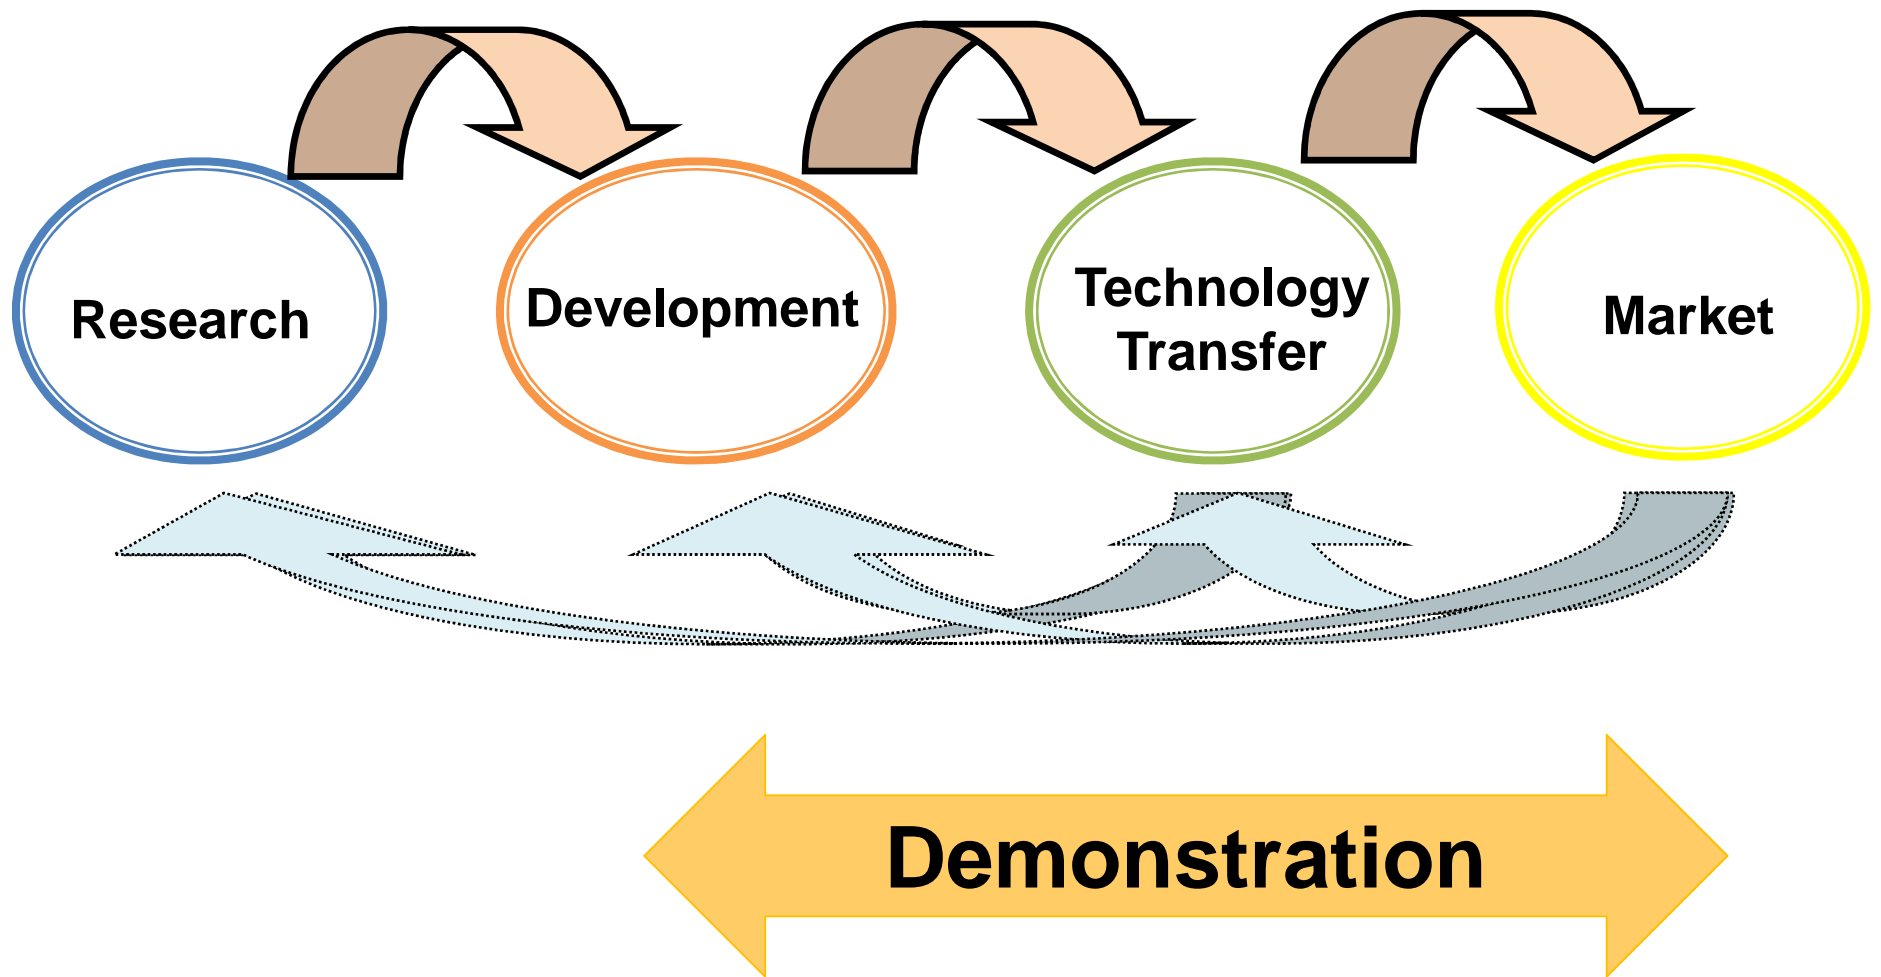 Research
Development
Technology
Transfer
Market
Demonstration